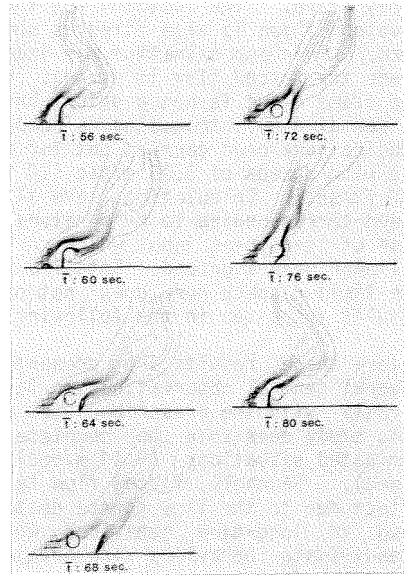 t̄ : 56 sec.
t̄ : 60 sec.
t̄ : 64 sec.
t̄ : 68 sec.
t̄ : 72 sec.
t̄ : 76 sec.
t̄ : 80 sec.